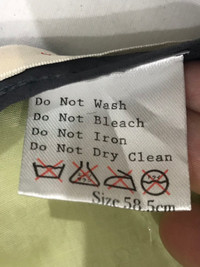 Do Not Wash
Do Not Bleach
Do Not Iron
Do Not Dry Clean
Size 58.5cm